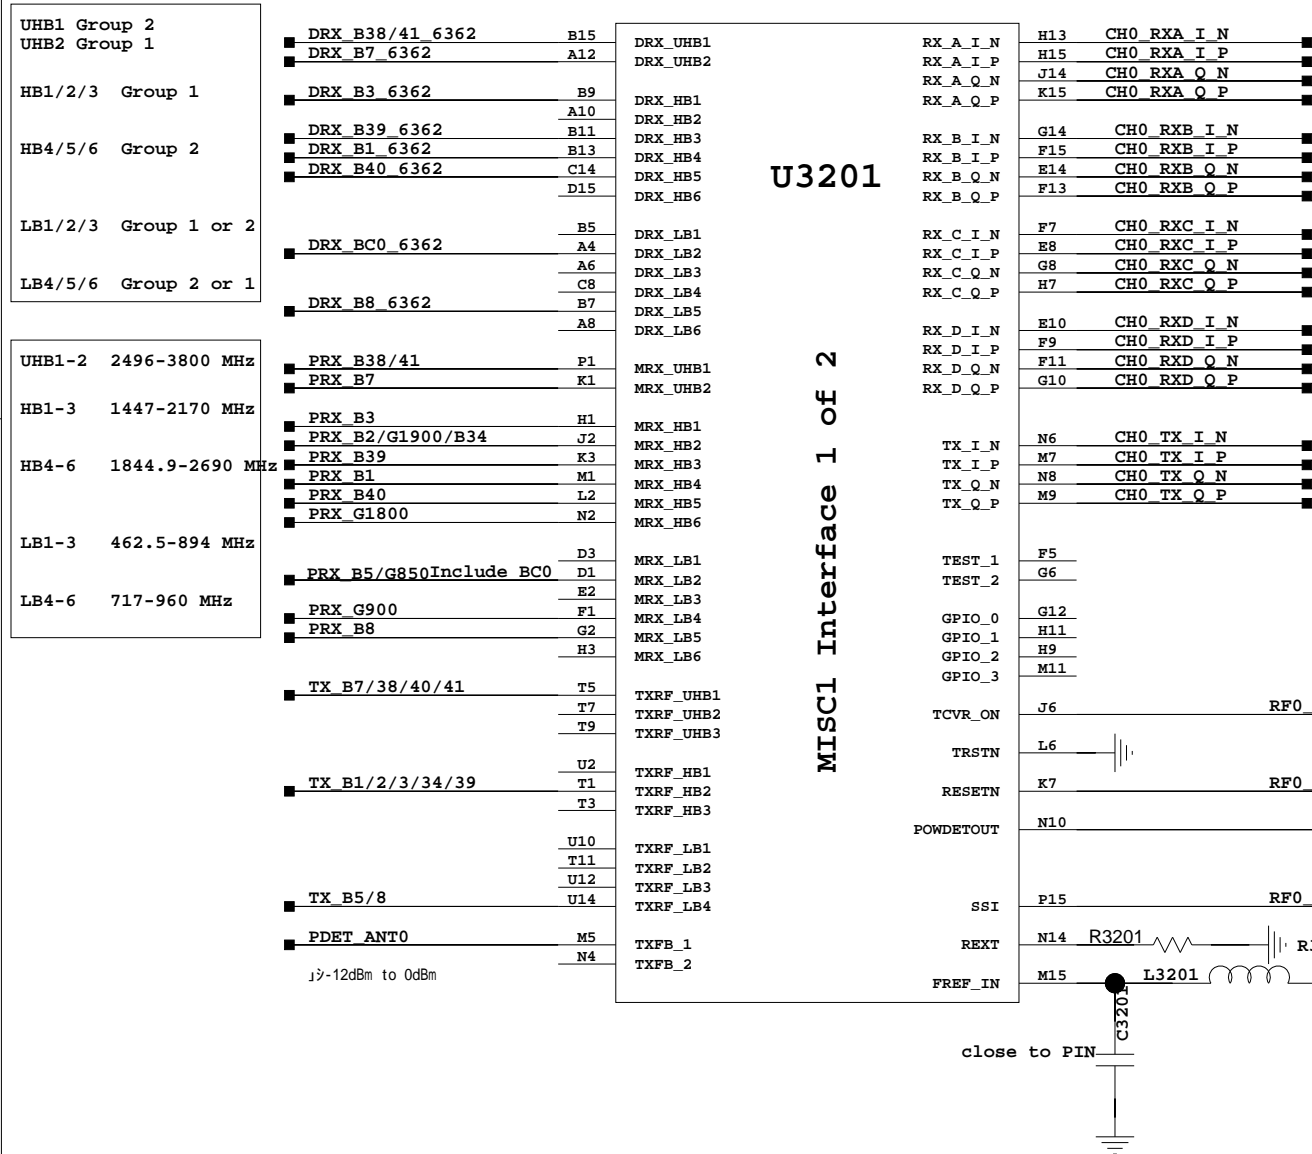 UHB1 Group 2
UHB2 Group 1
HB1/2/3 Group 1
HB4/5/6 Group 2
LB1/2/3 Group 1 or 2
LB4/5/6 Group 2 or 1
UHB1-2 2496-3800 MHz
HB1-3 1447-2170 MHz
HB4-6 1844.9-2690 MHz
LB1-3 462.5-894 MHz
LB4-6 717-960 MHz
DRX_B38/41_6362 B15 DRX_UHB1
DRX_B7_6362 A12 DRX_UHB2
DRX_B3_6362 B9 DRX_HB1
A10 DRX_HB2
DRX_B39_6362 B11 DRX_HB3
DRX_B1_6362 B13 DRX_HB4
DRX_B40_6362 C14 DRX_HB5
D15 DRX_HB6
B5 DRX_LB1
DRX_BC0_6362 A4 DRX_LB2
A6 DRX_LB3
C8 DRX_LB4
DRX_B8_6362 B7 DRX_LB5
A8 DRX_LB6
PRX_B38/41 P1 MRX_UHB1
PRX_B7 K1 MRX_UHB2
PRX_B3 H1 MRX_HB1
PRX_B2/G1900/B34 J2 MRX_HB2
PRX_B39 K3 MRX_HB3
PRX_B1 M1 MRX_HB4
PRX_B40 L2 MRX_HB5
PRX_G1800 N2 MRX_HB6
D3 MRX_LB1
PRX_B5/G850Include BC0 D1 MRX_LB2
E2 MRX_LB3
PRX_G900 F1 MRX_LB4
PRX_B8 G2 MRX_LB5
H3 MRX_LB6
TX_B7/38/40/41 T5 TXRF_UHB1
T7 TXRF_UHB2
T9 TXRF_UHB3
U2 TXRF_HB1
TX_B1/2/3/34/39 T1 TXRF_HB2
T3 TXRF_HB3
U10 TXRF_LB1
T11 TXRF_LB2
U12 TXRF_LB3
TX_B5/8 U14 TXRF_LB4
PDET_ANT0 M5 TXFB_1
N4 TXFB_2
-12dBm to 0dBm
U3201
MISC1 Interface 1 of 2
RX_A_I_N H13 CH0_RXA_I_N
RX_A_I_P H15 CH0_RXA_I_P
RX_A_Q_N J14 CH0_RXA_Q_N
RX_A_Q_P K15 CH0_RXA_Q_P
RX_B_I_N G14 CH0_RXB_I_N
RX_B_I_P F15 CH0_RXB_I_P
RX_B_Q_N E14 CH0_RXB_Q_N
RX_B_Q_P F13 CH0_RXB_Q_P
RX_C_I_N F7 CH0_RXC_I_N
RX_C_I_P E8 CH0_RXC_I_P
RX_C_Q_N G8 CH0_RXC_Q_N
RX_C_Q_P H7 CH0_RXC_Q_P
RX_D_I_N E10 CH0_RXD_I_N
RX_D_I_P F9 CH0_RXD_I_P
RX_D_Q_N F11 CH0_RXD_Q_N
RX_D_Q_P G10 CH0_RXD_Q_P
TX_I_N N6 CH0_TX_I_N
TX_I_P M7 CH0_TX_I_P
TX_Q_N N8 CH0_TX_Q_N
TX_Q_P M9 CH0_TX_Q_P
TEST_1 F5
TEST_2 G6
GPIO_0 G12
GPIO_1 H11
GPIO_2 H9
GPIO_3 M11
TCVR_ON J6 RF0_
TRSTN L6
RESETN K7 RF0_
POWDETOUT N10
SSI P15 RF0_
REXT N14 R3201
FREF_IN M15 L3201
C3201
close to PIN